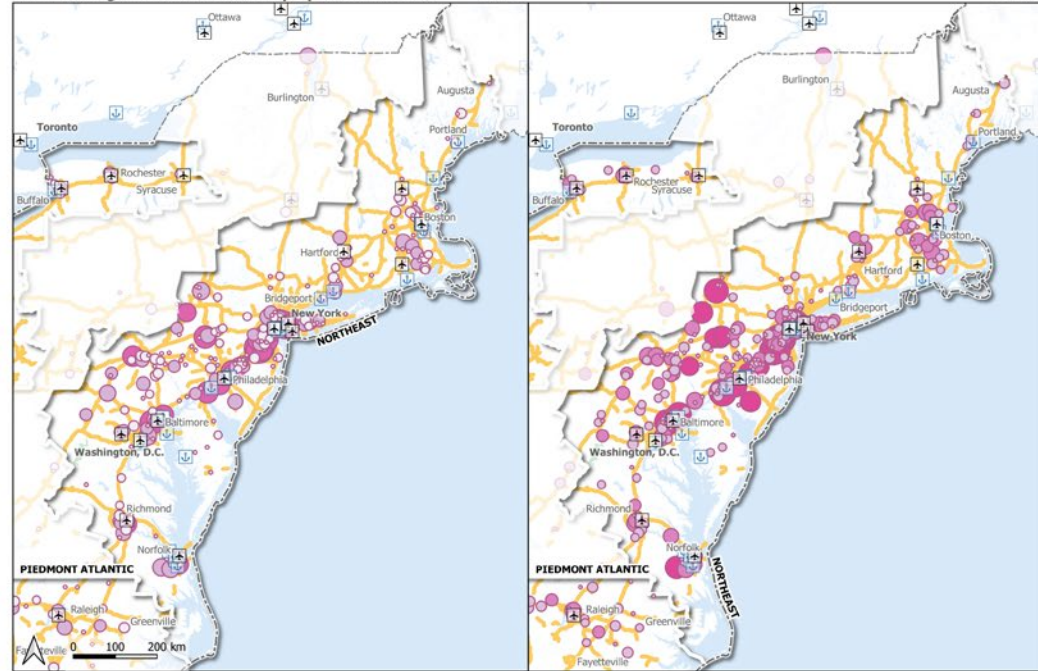 Ottawa
Burlington
Augusta
Toronto
Portland
Rochester
Buffalo
Syracuse
Boston
Hartford
Bridgeport
New York
NORTHEAST
Philadelphia
Baltimore
Washington, D.C.
Richmond
Norfolk
PIEDMONT ATLANTIC
Raleigh
Greenville
Fayetteville
0 100 200 km
Ottawa
Burlington
Augusta
Toronto
Portland
Rochester
Buffalo
Syracuse
Boston
Hartford
Bridgeport
New York
Philadelphia
Baltimore
Washington, D.C.
Richmond
Norfolk
NORTHEAST
PIEDMONT ATLANTIC
Raleigh
Greenville
Fayetteville